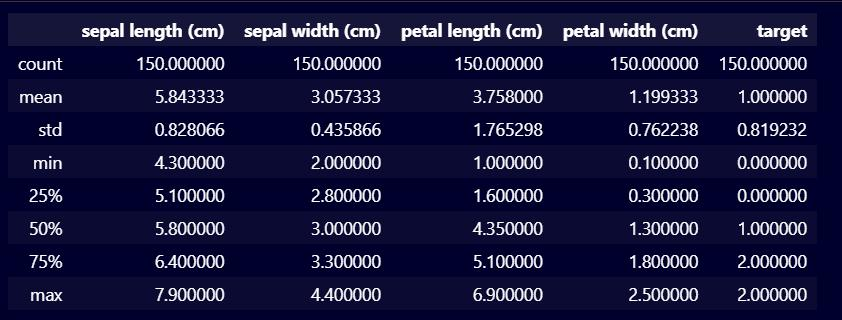 sepal length (cm) sepal width (cm) petal length (cm) petal width (cm) target
count 150.000000 150.000000 150.000000 150.000000 150.000000
mean 5.843333 3.057333 3.758000 1.199333 1.000000
std 0.828066 0.435866 1.765298 0.762238 0.819232
min 4.300000 2.000000 1.000000 0.100000 0.000000
25% 5.100000 2.800000 1.600000 0.300000 0.000000
50% 5.800000 3.000000 4.350000 1.300000 1.000000
75% 6.400000 3.300000 5.100000 1.800000 2.000000
max 7.900000 4.400000 6.900000 2.500000 2.000000